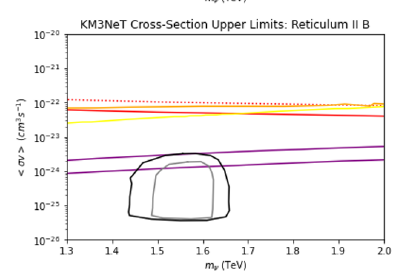 KM3NeT Cross-Section Upper Limits: Reticulum II B
10⁻²⁰
10⁻²¹
10⁻²²
10⁻²³
10⁻²⁴
10⁻²⁵
10⁻²⁶
< σv > (cm³s⁻¹)
1.3 1.4 1.5 1.6 1.7 1.8 1.9 2.0